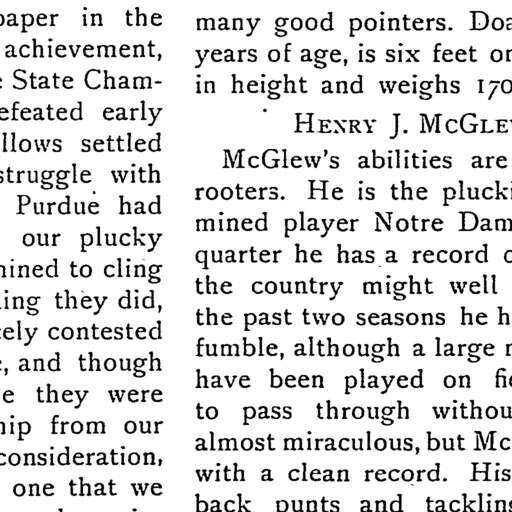 paper in the
achievement,
State Cham-
efeated early
llows settled
struggle with
Purdue had
our plucky
mined to cling
ing they did,
cely contested
, and though
e they were
hip from our
consideration,
one that we
many good pointers. Doa
years of age, is six feet on
in height and weighs 170
HENRY J. MCGLEW
McGlew's abilities are
rooters. He is the plucki
mined player Notre Dam
quarter he has a record o
the country might well
the past two seasons he h
fumble, although a large n
have been played on fie
to pass through withou
almost miraculous, but Mc
with a clean record. His
back punts and tackling